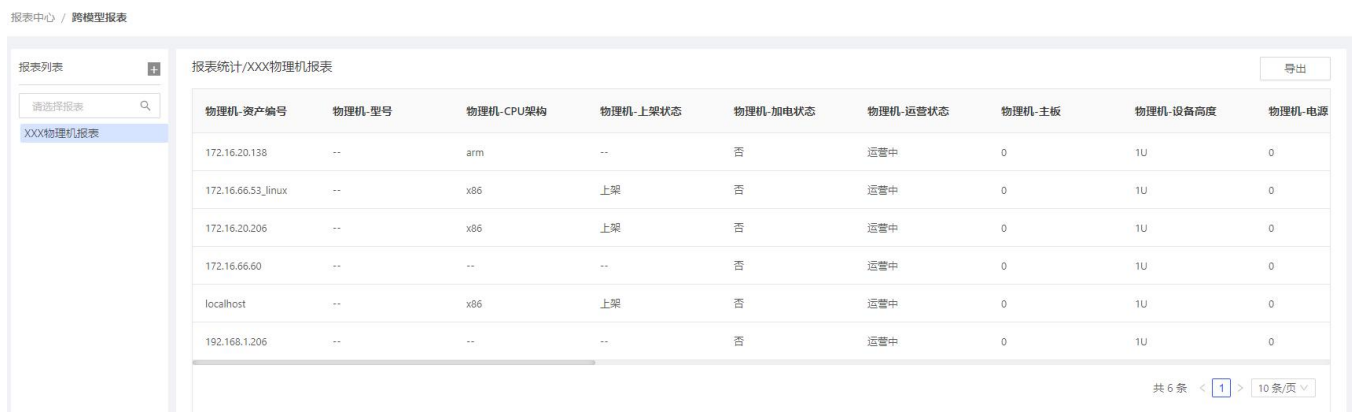 报表中心 / 跨模型报表
报表列表 +
请选择报表
XXX物理机报表
报表统计/XXX物理机报表 导出
物理机-资产编号 物理机-型号 物理机-CPU架构 物理机-上架状态 物理机-加电状态 物理机-运营状态 物理机-主板 物理机-设备高度 物理机-电源
172.16.20.138 -- arm -- 否 运营中 0 1U 0
172.16.66.53_linux -- x86 上架 否 运营中 0 1U 0
172.16.20.206 -- x86 上架 否 运营中 0 1U 0
172.16.66.60 -- -- -- 否 运营中 0 1U 0
localhost -- x86 上架 否 运营中 0 1U 0
192.168.1.206 -- -- -- 否 运营中 0 1U 0
共 6 条 < 1 > 10 条/页